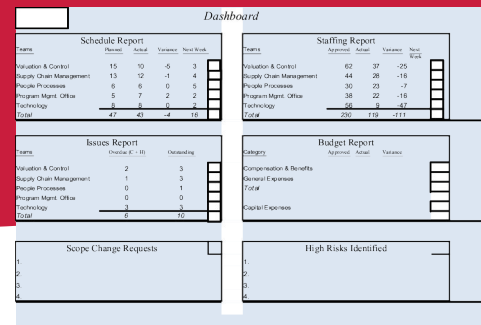 Dashboard
Schedule Report
Teams Planned Actual Variance Next Week
Valuation & Control 15 10 -5 3
Supply Chain Management 13 12 -1 4
People Processes 6 6 0 5
Program Mgmt. Office 5 7 2 2
Technology 8 8 0 2
Total 47 43 -4 16
Staffing Report
Teams Approved Actual Variance Next Week
Valuation & Control 62 37 -25
Supply Chain Management 44 28 -16
People Processes 30 23 -7
Program Mgmt. Office 38 22 -16
Technology 56 9 -47
Total 230 119 -111
Issues Report
Teams Overdue (C + H) Outstanding
Valuation & Control 2 3
Supply Chain Management 1 3
People Processes 0 1
Program Mgmt. Office 0 0
Technology 3 3
Total 6 10
Budget Report
Category Approved Actual Variance
Compensation & Benefits
General Expenses
Total
Capital Expenses
Scope Change Requests
1.
2.
3.
4.
High Risks Identified
1.
2.
3.
4.